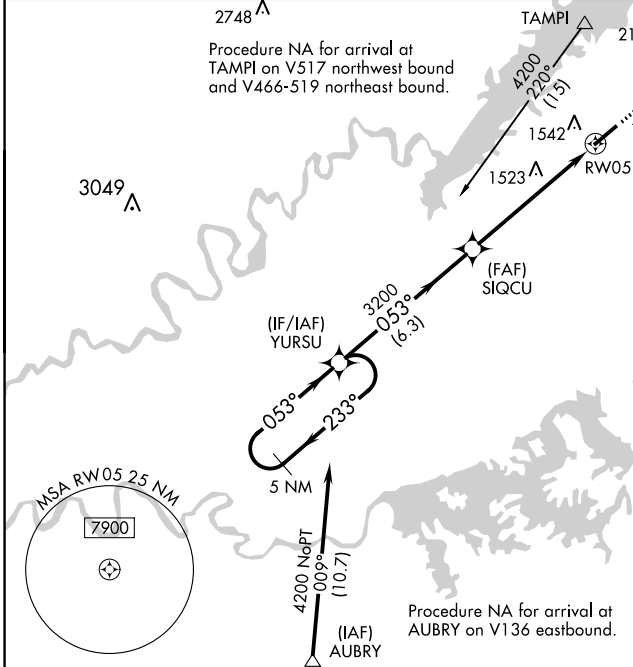 2748
TAMPI
21
Procedure NA for arrival at
TAMPI on V517 northwest bound
and V466-519 northeast bound.
4200
220°
(15)
1542
1523
RW05
3049
(FAF)
SIQCU
3200
053°
(6.3)
(IF/IAF)
YURSU
053°
233°
5 NM
MSA RW05 25 NM
7900
4200 NoPT
009°
(10.7)
Procedure NA for arrival at
AUBRY on V136 eastbound.
(IAF)
AUBRY